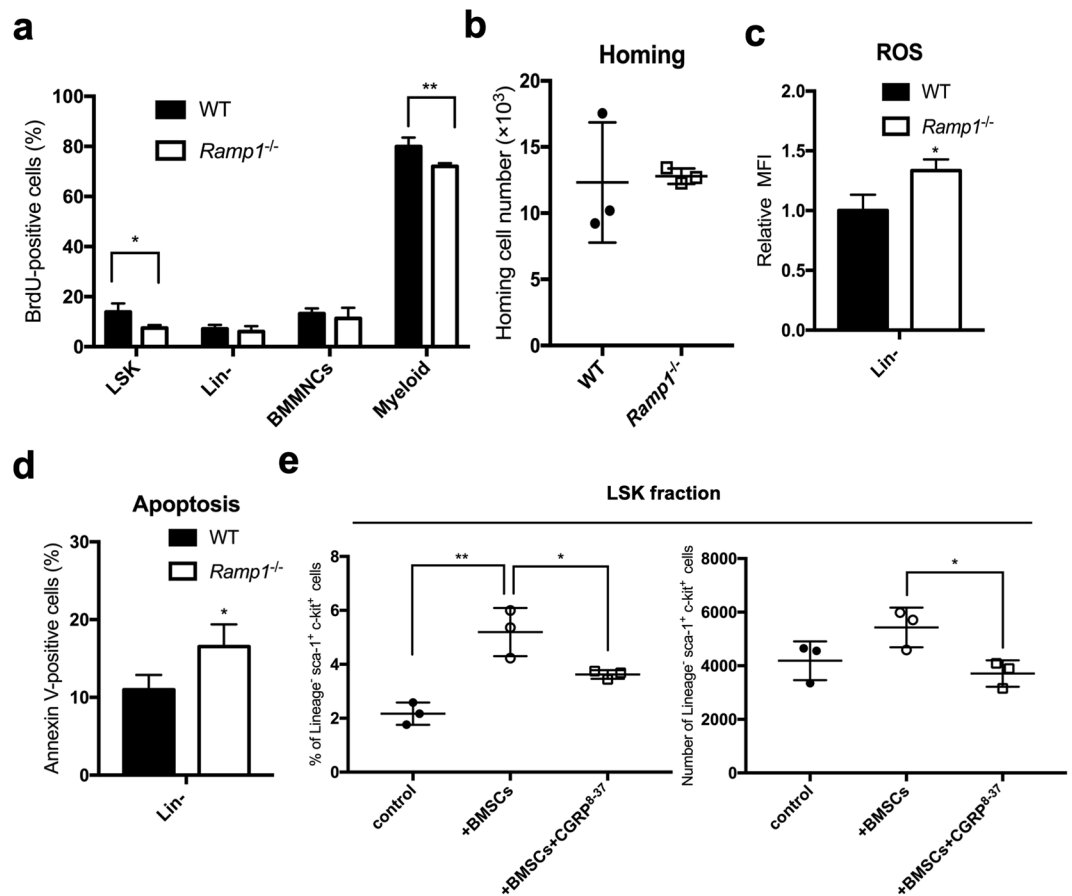 a
BrdU-positive cells (%)
100
80
60
40
20
0
WT
Ramp1-/-
*
**
LSK
Lin-
BMMNCs
Myeloid
b
Homing
Homing cell number (×10³)
20
15
10
5
0
WT
Ramp1-/-
c
ROS
WT
Ramp1-/-
Relative MFI
2.0
1.5
1.0
0.5
0.0
*
Lin-
d
Apoptosis
WT
Ramp1-/-
Annexin V-positive cells (%)
30
20
10
0
*
Lin-
e
LSK fraction
% of Lineage⁻ sca-1⁺ c-kit⁺ cells
8
6
4
2
0
**
*
control
+BMSCs
+BMSCs+CGRP⁸⁻³⁷
Number of Lineage⁻ sca-1⁺ c-kit⁺ cells
8000
6000
4000
2000
0
*
control
+BMSCs
+BMSCs+CGRP⁸⁻³⁷